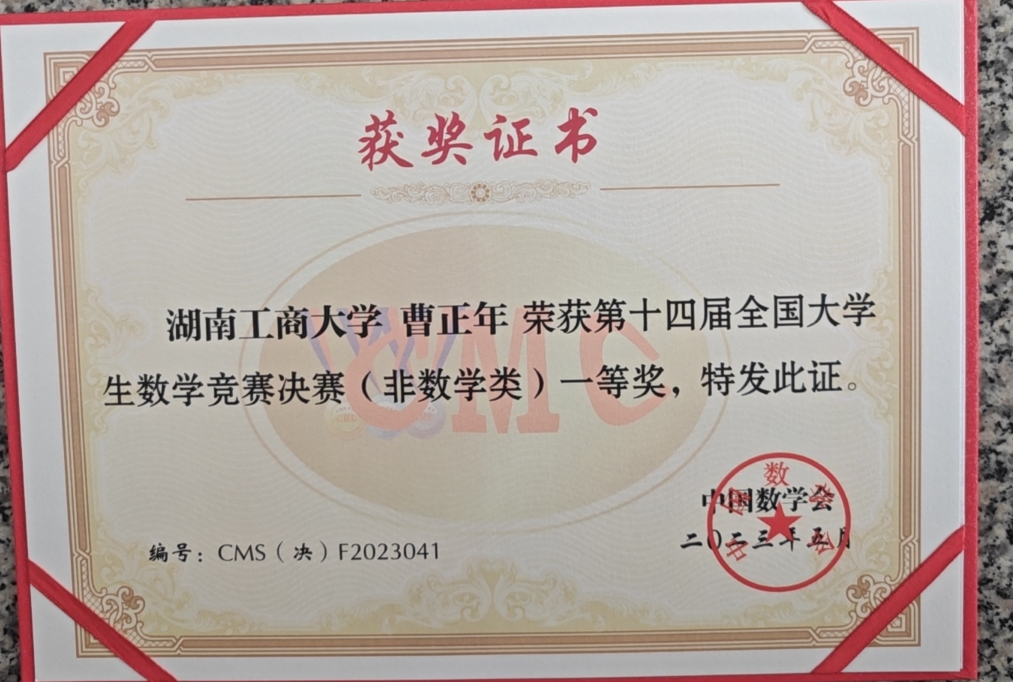 获奖证书
湖南工商大学 曹正年 荣获第十四届全国大学
生数学竞赛决赛（非数学类）一等奖，特发此证。
CMC
中国数学会
二〇二三年五月
编号：CMS（决）F2023041